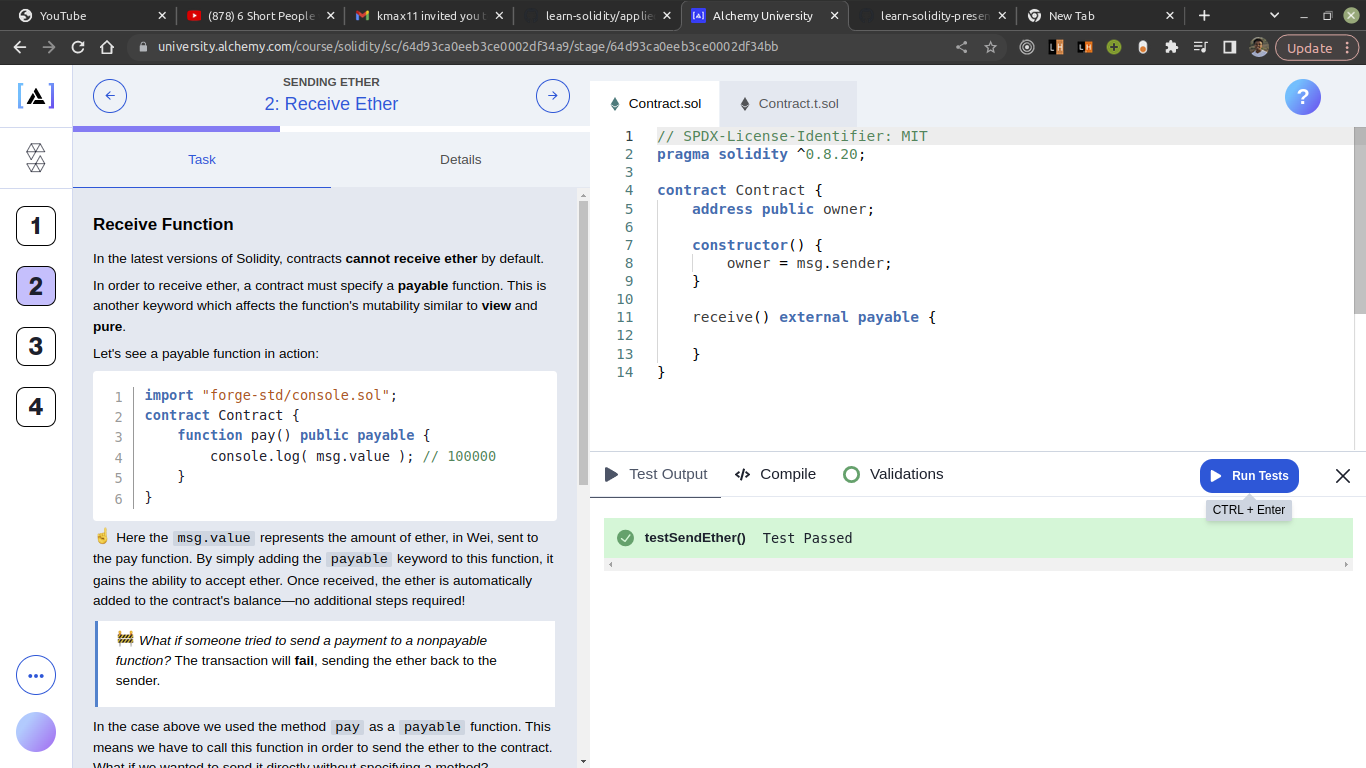 YouTube
(878) 6 Short People
kmax11 invited you t
learn-solidity/applie
Alchemy University
learn-solidity-presen
New Tab
university.alchemy.com/course/solidity/sc/64d93ca0eeb3ce0002df34a9/stage/64d93ca0eeb3ce0002df34bb
LH
LH
Update
[A]
SENDING ETHER
2: Receive Ether
Task
Details
1
2
3
4
Receive Function
In the latest versions of Solidity, contracts cannot receive ether by default.
In order to receive ether, a contract must specify a payable function. This is
another keyword which affects the function's mutability similar to view and
pure.
Let's see a payable function in action:
1 import "forge-std/console.sol";
2 contract Contract {
3 function pay() public payable {
4 console.log( msg.value ); // 100000
5 }
6 }
☝️ Here the msg.value represents the amount of ether, in Wei, sent to
the pay function. By simply adding the payable keyword to this function, it
gains the ability to accept ether. Once received, the ether is automatically
added to the contract's balance—no additional steps required!
🚧 What if someone tried to send a payment to a nonpayable
function? The transaction will fail, sending the ether back to the
sender.
In the case above we used the method pay as a payable function. This
means we have to call this function in order to send the ether to the contract.
What if we wanted to send it directly without specifying a method?
Contract.sol
Contract.t.sol
?
1 // SPDX-License-Identifier: MIT
2 pragma solidity ^0.8.20;
3
4 contract Contract {
5 address public owner;
6
7 constructor() {
8 owner = msg.sender;
9 }
10
11 receive() external payable {
12
13 }
14 }
Test Output
Compile
Validations
Run Tests
CTRL + Enter
testSendEther() Test Passed